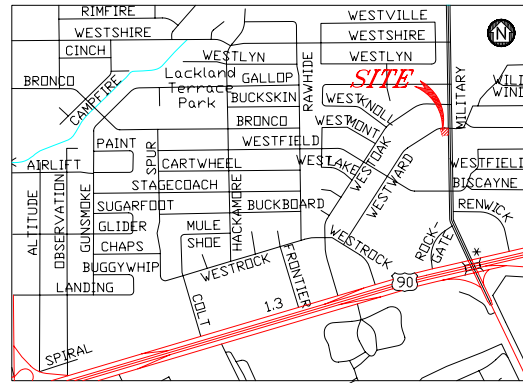 RIMFIRE
WESTVILLE
WESTSHIRE
WESTSHIRE
N
CINCH
WESTLYN
WESTLYN
BRONCO
Lackland
Terrace
Park
GALLOP
SITE
CAMPFIRE
BUCKSKIN
RAWHIDE
WESTKNOLL
MILITARY
WILL
WIND
BRONCO
WESTMONT
PAINT
WESTFIELD
AIRLIFT
SPUR
CARTWHEEL
WESTLAKE
WESTOAK
WESTFIELD
STAGECOACH
WESTWARD
BISCAYNE
ALTITUDE
OBSERVATION
GUNSMOKE
SUGARFOOT
HACKAMORE
BUCKBOARD
RENWICK
GLIDER
MULE
SHOE
CHAPS
WESTROCK
ROCK-
GATE
*
BUGGYWHIP
WESTROCK
FRONTIER
90
LANDING
COLT
1.3
SPIRAL